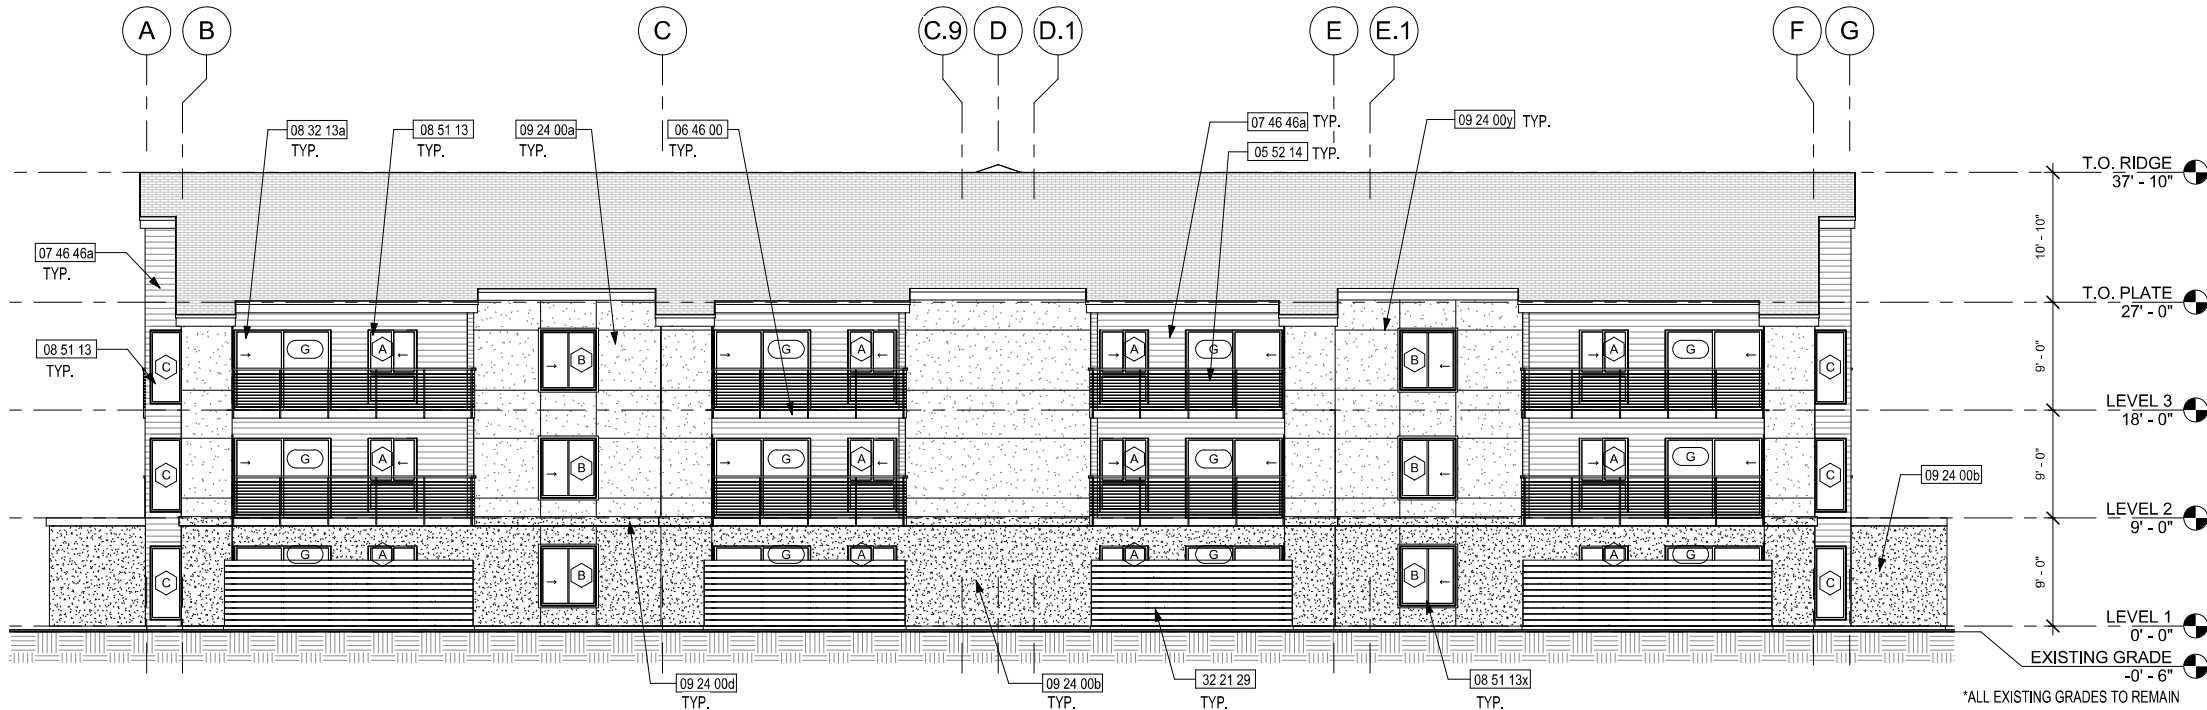 A B C C.9 D D.1 E E.1 F G
08 32 13a
TYP.
08 51 13
TYP.
09 24 00a
TYP.
06 46 00
TYP.
07 46 46a TYP.
05 52 14 TYP.
09 24 00y TYP.
T.O. RIDGE
37' - 10"
10' - 10"
07 46 46a
TYP.
T.O. PLATE
27' - 0"
08 51 13
TYP.
C G A B G A A G B A G C
9' - 0"
LEVEL 3
18' - 0"
C G A B G A A G B A G C
9' - 0"
09 24 00b
LEVEL 2
9' - 0"
C G A B G A A G B A G C
9' - 0"
LEVEL 1
0' - 0"
EXISTING GRADE
-0' - 6"
*ALL EXISTING GRADES TO REMAIN
09 24 00d
TYP.
09 24 00b
TYP.
32 21 29
TYP.
08 51 13x
TYP.